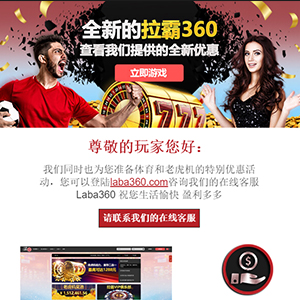 全新的拉霸360
查看我们提供的全新优惠
立即游戏
尊敬的玩家您好：
我们同时也为您准备体育和老虎机的特别优惠活
动，您可以登陆laba360.com咨询我们的在线客服
Laba360 祝您生活愉快 盈利多多
请联系我们的在线客服